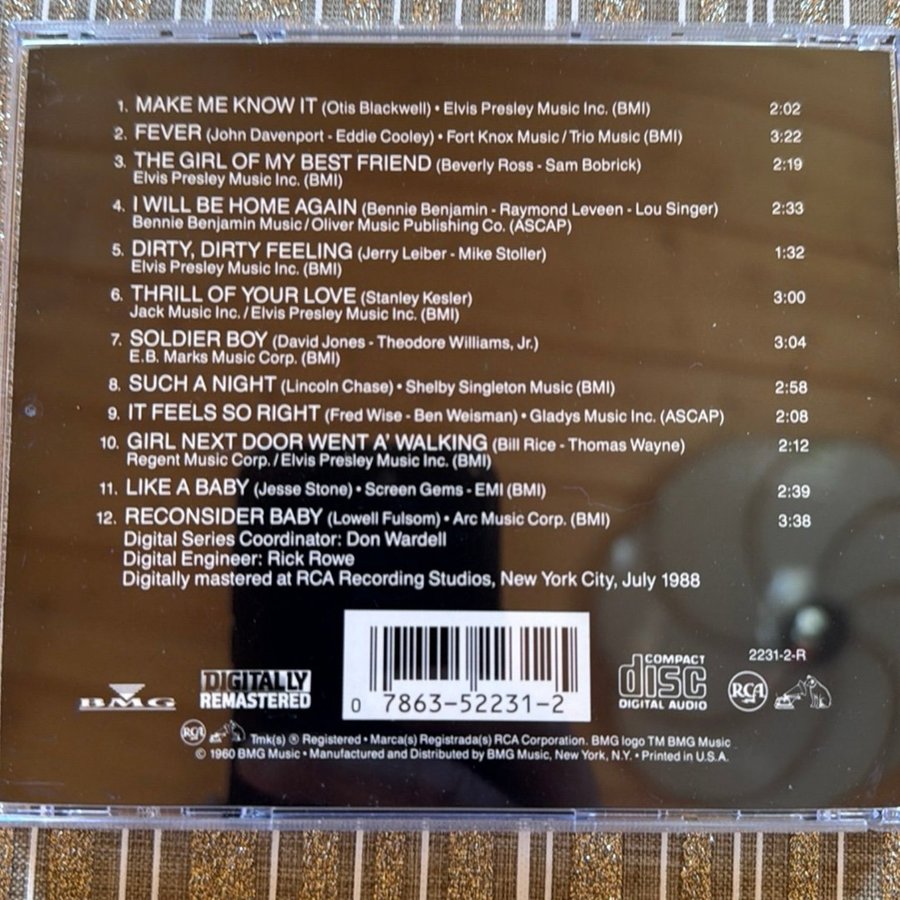 1. MAKE ME KNOW IT (Otis Blackwell) • Elvis Presley Music Inc. (BMI) 2:02
2. FEVER (John Davenport - Eddie Cooley) • Fort Knox Music / Trio Music (BMI) 3:22
3. THE GIRL OF MY BEST FRIEND (Beverly Ross - Sam Bobrick) 2:19
Elvis Presley Music Inc. (BMI)
4. I WILL BE HOME AGAIN (Bennie Benjamin - Raymond Leveen - Lou Singer) 2:33
Bennie Benjamin Music / Oliver Music Publishing Co. (ASCAP)
5. DIRTY, DIRTY FEELING (Jerry Leiber - Mike Stoller) 1:32
Elvis Presley Music Inc. (BMI)
6. THRILL OF YOUR LOVE (Stanley Kesler) 3:00
Jack Music Inc. / Elvis Presley Music Inc. (BMI)
7. SOLDIER BOY (David Jones - Theodore Williams, Jr.) 3:04
E.B. Marks Music Corp. (BMI)
8. SUCH A NIGHT (Lincoln Chase) • Shelby Singleton Music (BMI) 2:58
9. IT FEELS SO RIGHT (Fred Wise - Ben Weisman) • Gladys Music Inc. (ASCAP) 2:08
10. GIRL NEXT DOOR WENT A' WALKING (Bill Rice - Thomas Wayne) 2:12
Regent Music Corp. / Elvis Presley Music Inc. (BMI)
11. LIKE A BABY (Jesse Stone) • Screen Gems - EMI (BMI) 2:39
12. RECONSIDER BABY (Lowell Fulsom) • Arc Music Corp. (BMI) 3:38
Digital Series Coordinator: Don Wardell
Digital Engineer: Rick Rowe
Digitally mastered at RCA Recording Studios, New York City, July 1988
BMG
DIGITALLY
REMASTERED
0 7863-52231-2
COMPACT
disc
DIGITAL AUDIO
2231-2-R
RCA
RCA Tmk(s) ® Registered • Marca(s) Registrada(s) RCA Corporation. BMG logo TM BMG Music
© 1960 BMG Music • Manufactured and Distributed by BMG Music, New York, N.Y. • Printed in U.S.A.